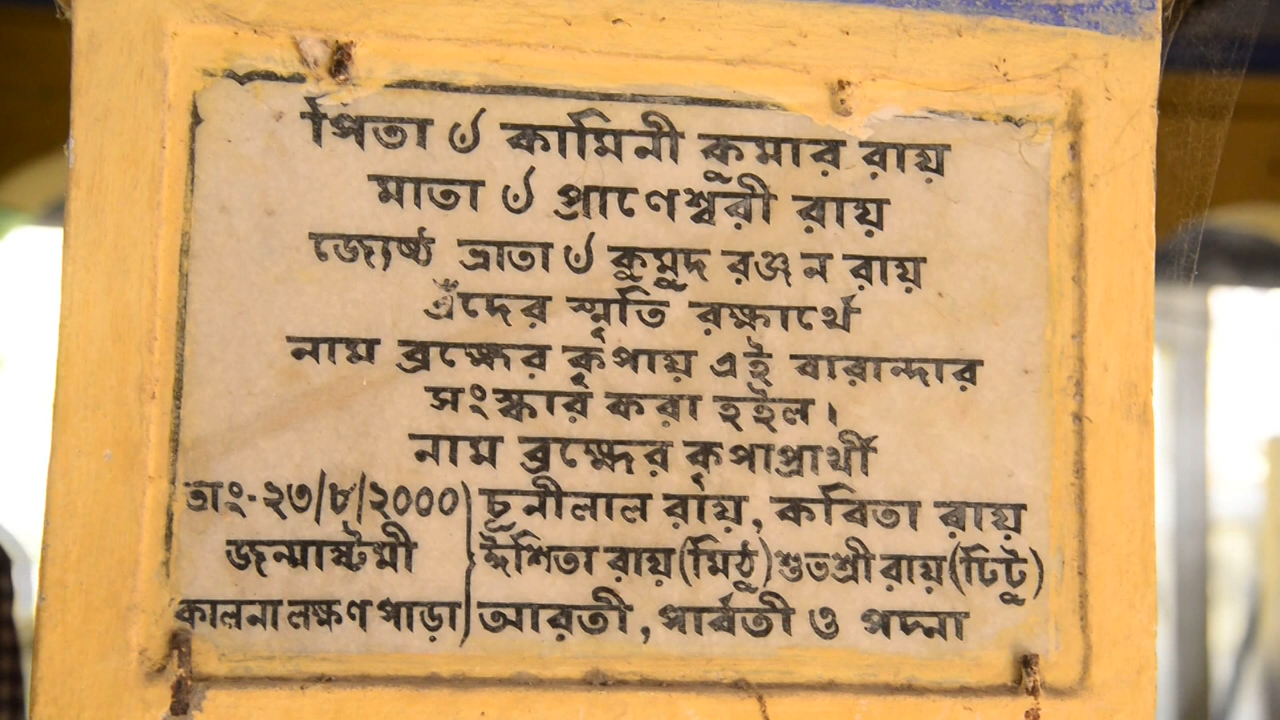 পিতা ঁ কামিনী কুমার রায়
মাতা ঁ প্রাণেশ্বরী রায়
জ্যেষ্ঠ ভ্রাতা ঁ কুমুদ রঞ্জন রায়
এঁদের স্মৃতি রক্ষার্থে
নাম ব্রহ্মের কৃপায় এই বারান্দার
সংস্কার করা হইল।
নাম ব্রহ্মের কৃপাপ্রার্থী
তাং-২৩/৮/২০০০) চূনীলাল রায়, কবিতা রায়
জন্মাষ্টমী } ঈশিতা রায় (মিঠু) শুভশ্রী রায় (টিটু)
কালনা লক্ষণ পাড়া) আরতী, পার্বতী ও পদ্না